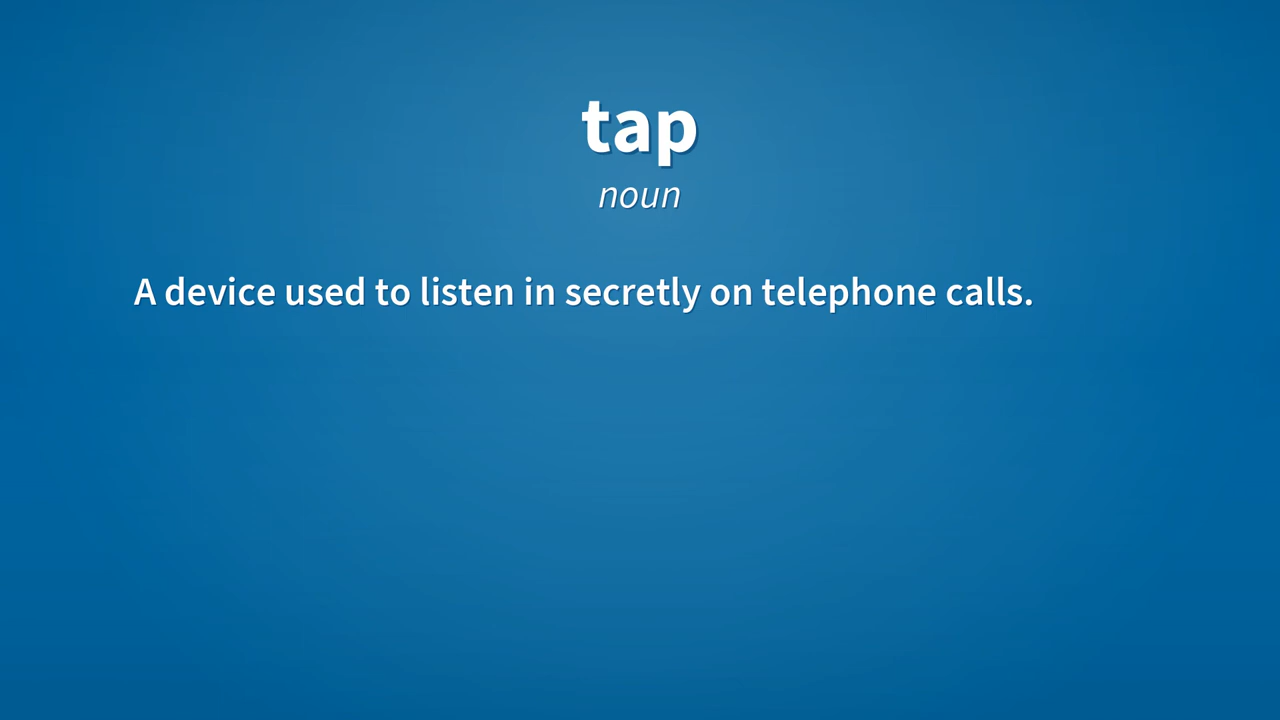 tap
noun
A device used to listen in secretly on telephone calls.